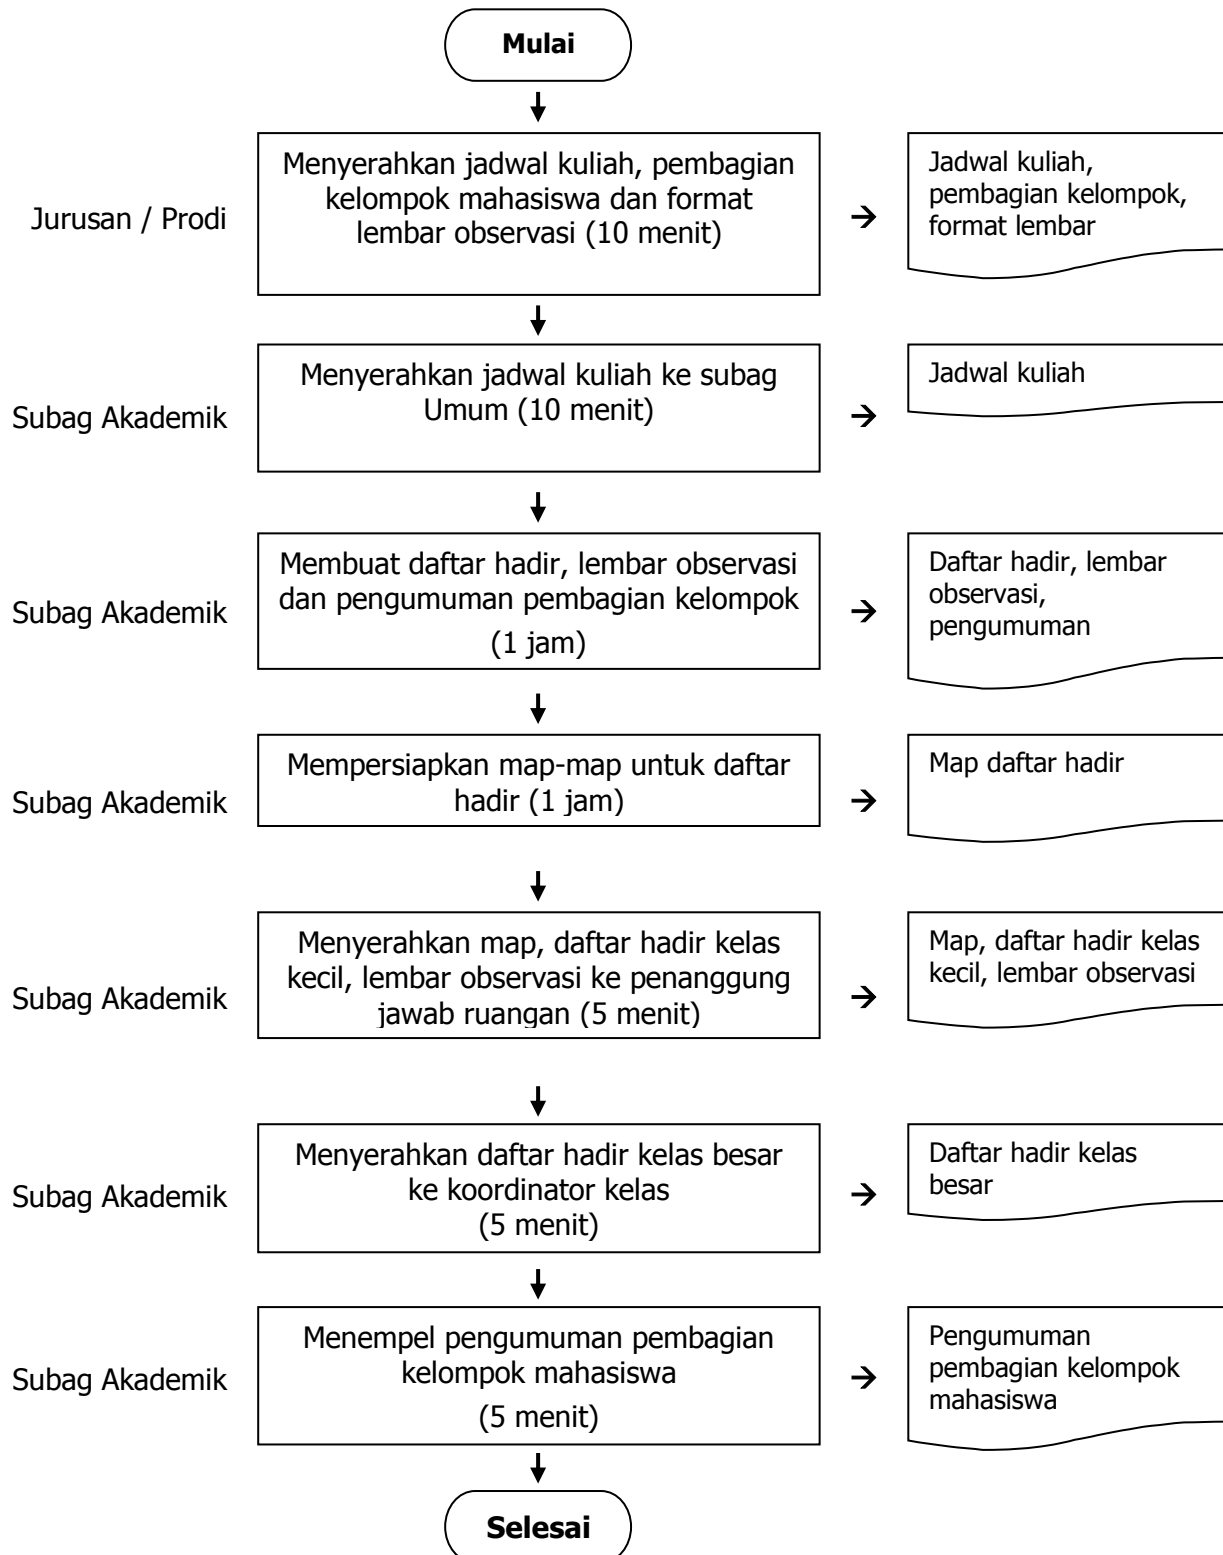 Mulai
Jurusan / Prodi
Menyerahkan jadwal kuliah, pembagian
kelompok mahasiswa dan format
lembar observasi (10 menit)
→
Jadwal kuliah,
pembagian kelompok,
format lembar
Subag Akademik
Menyerahkan jadwal kuliah ke subag
Umum (10 menit)
→
Jadwal kuliah
Subag Akademik
Membuat daftar hadir, lembar observasi
dan pengumuman pembagian kelompok
(1 jam)
→
Daftar hadir, lembar
observasi,
pengumuman
Subag Akademik
Mempersiapkan map-map untuk daftar
hadir (1 jam)
→
Map daftar hadir
Subag Akademik
Menyerahkan map, daftar hadir kelas
kecil, lembar observasi ke penanggung
jawab ruangan (5 menit)
→
Map, daftar hadir kelas
kecil, lembar observasi
Subag Akademik
Menyerahkan daftar hadir kelas besar
ke koordinator kelas
(5 menit)
→
Daftar hadir kelas
besar
Subag Akademik
Menempel pengumuman pembagian
kelompok mahasiswa
(5 menit)
→
Pengumuman
pembagian kelompok
mahasiswa
Selesai